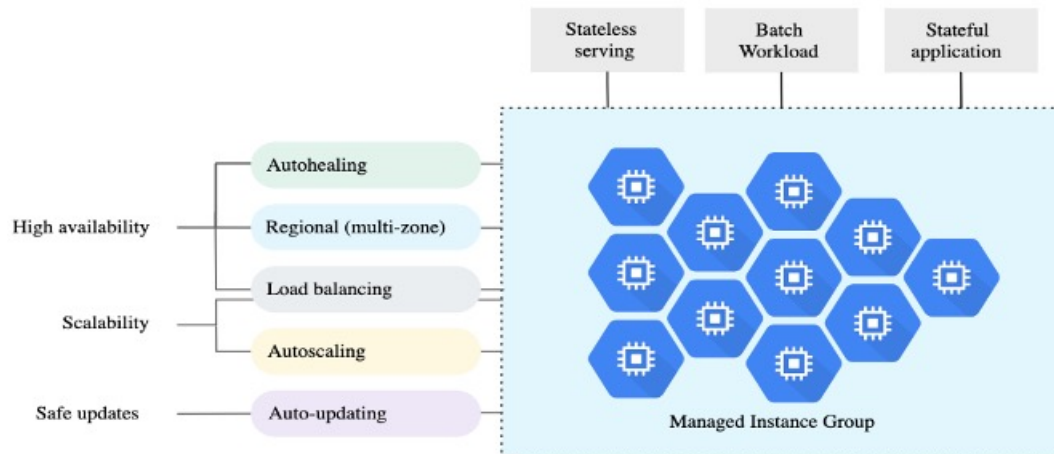 Stateless
serving
Batch
Workload
Stateful
application
Autohealing
High availability
Regional (multi-zone)
Load balancing
Scalability
Autoscaling
Safe updates
Auto-updating
Managed Instance Group